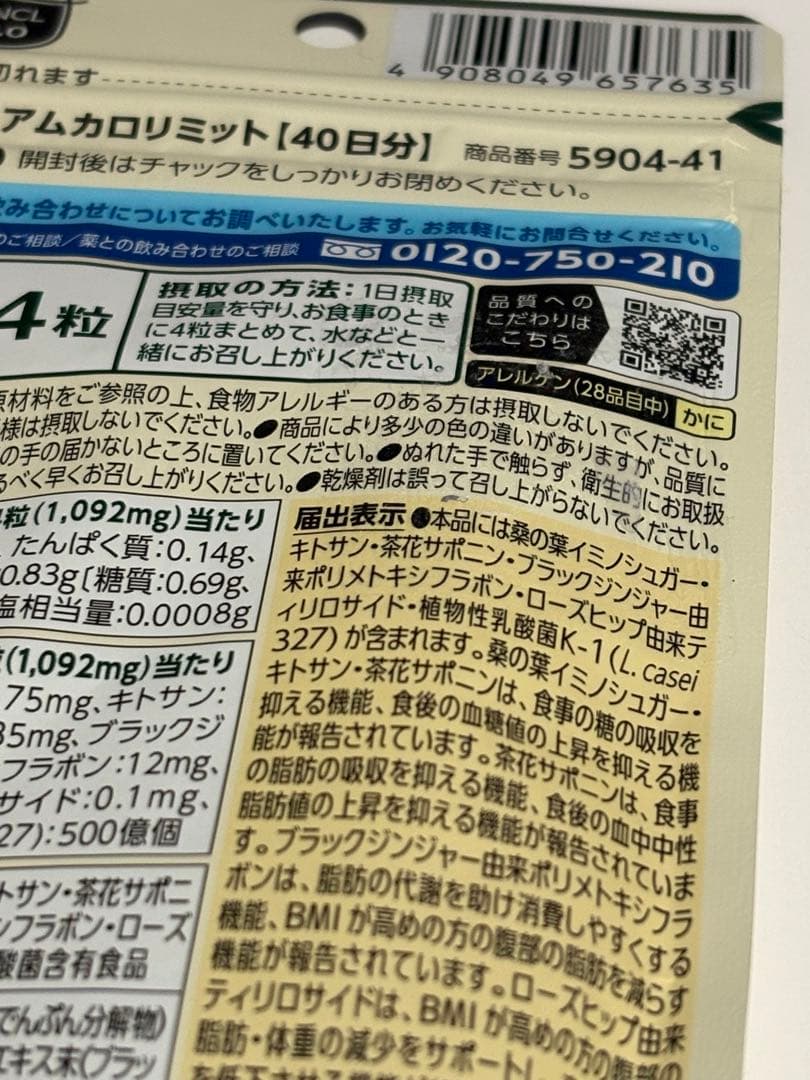 NCL
LO
切れます
4 908049 657635
アムカロリミット【40日分】 商品番号 5904-41
開封後はチャックをしっかりお閉めください。
飲み合わせについてお調べいたします。お気軽にお問合せください。
のご相談/薬との飲み合わせのご相談 0120-750-210
4粒
摂取の方法:1日摂取
目安量を守り、お食事のとき
に4粒まとめて、水などと一
緒にお召し上がりください。
品質への
こだわりは
こちら
アレルゲン(28品目中) かに
原材料をご参照の上、食物アレルギーのある方は摂取しないでください。
様は摂取しないでください。●商品により多少の色の違いがありますが、品質に
の手の届かないところに置いてください。●ぬれた手で触らず、衛生的にお取扱
るべく早くお召し上がりください。●乾燥剤は誤って召し上がらないでください。
粒(1,092mg)当たり
たんぱく質:0.14g、
0.83g〔糖質:0.69g、
塩相当量:0.0008g
(1,092mg)当たり
75mg、キトサン:
35mg、ブラックジ
フラボン:12mg、
サイド:0.1mg、
327):500億個
トサン・茶花サポニ
フラボン・ローズ
酸菌含有食品
でんぷん分解物)
エキス末(ブラッ
届出表示 ●本品には桑の葉イミノシュガー・
キトサン・茶花サポニン・ブラックジンジャー由
来ポリメトキシフラボン・ローズヒップ由来テ
ィリロサイド・植物性乳酸菌K-1(L. casei
327)が含まれます。桑の葉イミノシュガー・
キトサン・茶花サポニンは、食事の糖の吸収を
抑える機能、食後の血糖値の上昇を抑える機
能が報告されています。茶花サポニンは、食事
の脂肪の吸収を抑える機能、食後の血中中性
脂肪値の上昇を抑える機能が報告されていま
す。ブラックジンジャー由来ポリメトキシフラ
ボンは、脂肪の代謝を助け消費しやすくする
機能、BMIが高めの方の腹部の脂肪を減らす
機能が報告されています。ローズヒップ由来
ティリロサイドは、BMIが高めの方の腹部の
脂肪・体重の減少をサポートし
を低下させる機能